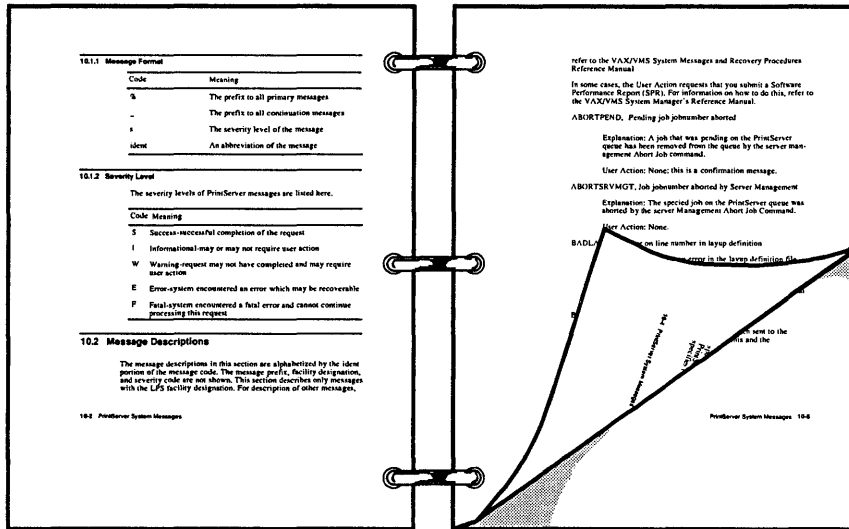 10.1.1 Message Format
Code Meaning
% The prefix to all primary messages
_ The prefix to all continuation messages
s The severity level of the message
ident An abbreviation of the message
10.1.2 Severity Level
The severity levels of PrintServer messages are listed here.
Code Meaning
S Success-successful completion of the request
I Informational-may or may not require user action
W Warning-request may not have completed and may require
user action
E Error-system encountered an error which may be recoverable
F Fatal-system encountered a fatal error and cannot continue
processing this request
10.2 Message Descriptions
The message descriptions in this section are alphabetized by the ident
portion of the message code. The message prefix, facility designation,
and severity code are not shown. This section describes only messages
with the LPS facility designation. For description of other messages,
PrintServer System Messages
refer to the VAX/VMS System Messages and Recovery Procedures
Reference Manual
In some cases, the User Action requests that you submit a Software
Performance Report (SPR). For information on how to do this, refer to
the VAX/VMS System Manager's Reference Manual.
ABORTPEND, Pending job jobnumber aborted
Explanation: A job that was pending on the PrintServer
queue has been removed from the queue by the server man-
agement Abort Job command.
User Action: None; this is a confirmation message.
ABORTSRVMGT, Job jobnumber aborted by Server Management
Explanation: The specied job on the PrintServer queue was
aborted by the server Management Abort Job Command.
User Action: None.
on line number in layup definition
error in the layup definition file
sent to the
and the
PrintServer System Messages
PrintServer System Messages